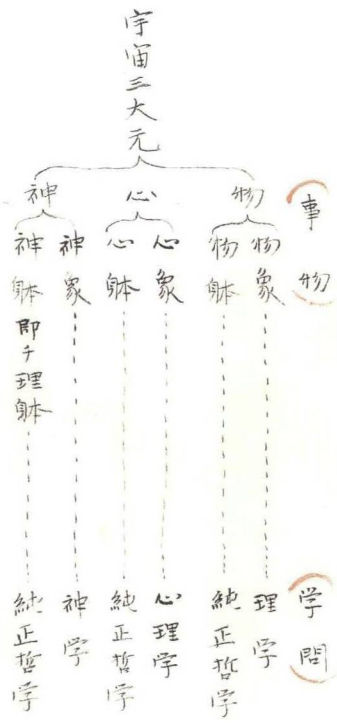 宇宙三大元
事物
物
心
神
物象
物躰
心象
心躰
神象
神躰即チ理躰
学問
理学
純正哲学
心理学
純正哲学
神学
純正哲学